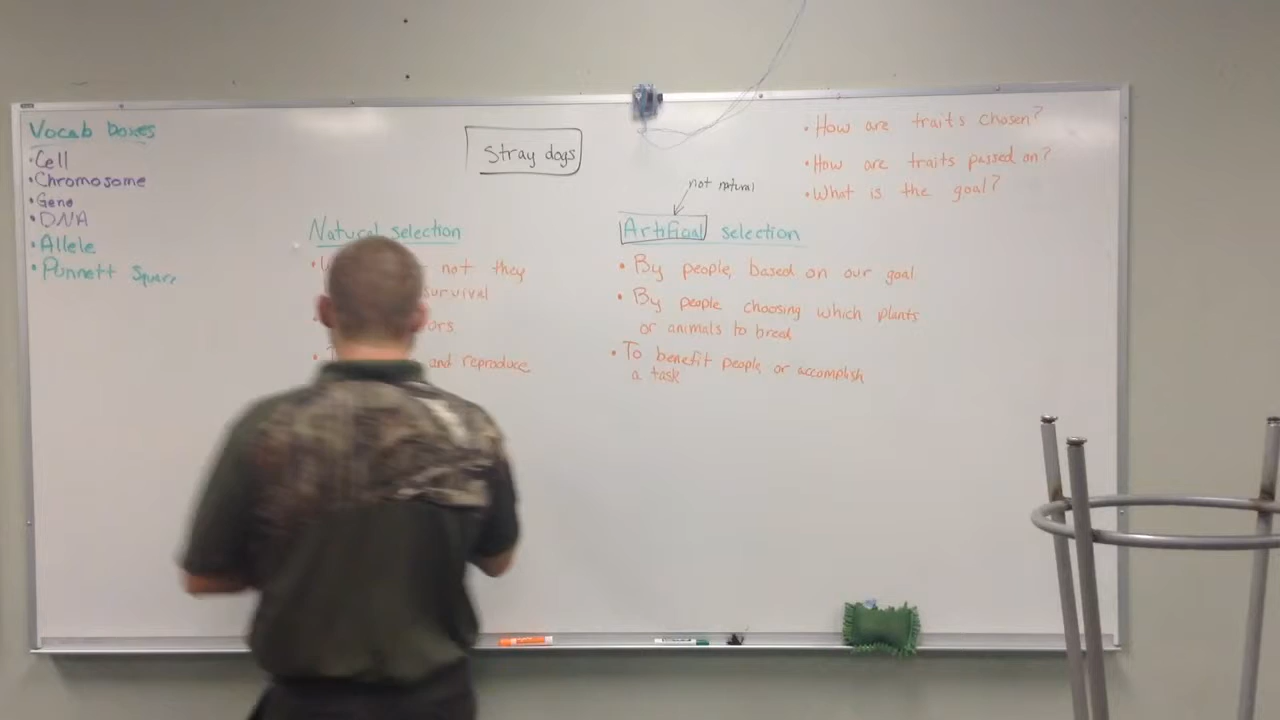 Vocab boxes
• Cell
• Chromosome
• Gene
• DNA
• Allele
• Punnett Square
Stray dogs
• How are traits chosen?
• How are traits passed on?
• What is the goal?
Natural selection
not they
survival
ors
and reproduce
not natural
Artifical selection
• By people, based on our goal
• By people choosing which plants
or animals to breed
• To benefit people, or accomplish
a task